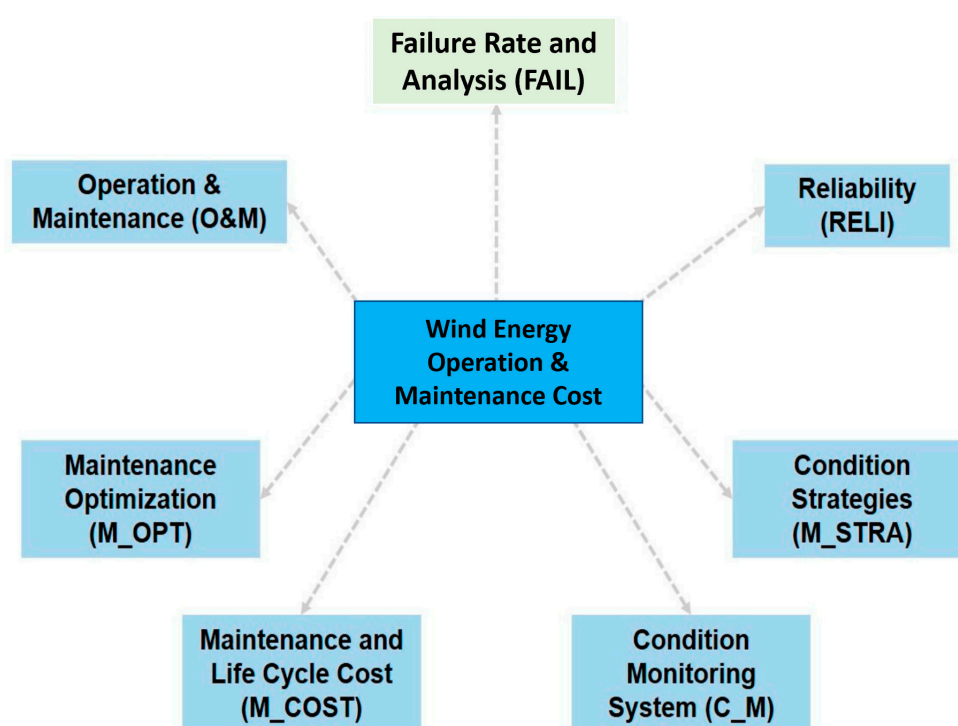 Failure Rate and
Analysis (FAIL)
Operation &
Maintenance (O&M)
Reliability
(RELI)
Wind Energy
Operation &
Maintenance Cost
Maintenance
Optimization
(M_OPT)
Condition
Strategies
(M_STRA)
Maintenance and
Life Cycle Cost
(M_COST)
Condition
Monitoring
System (C_M)